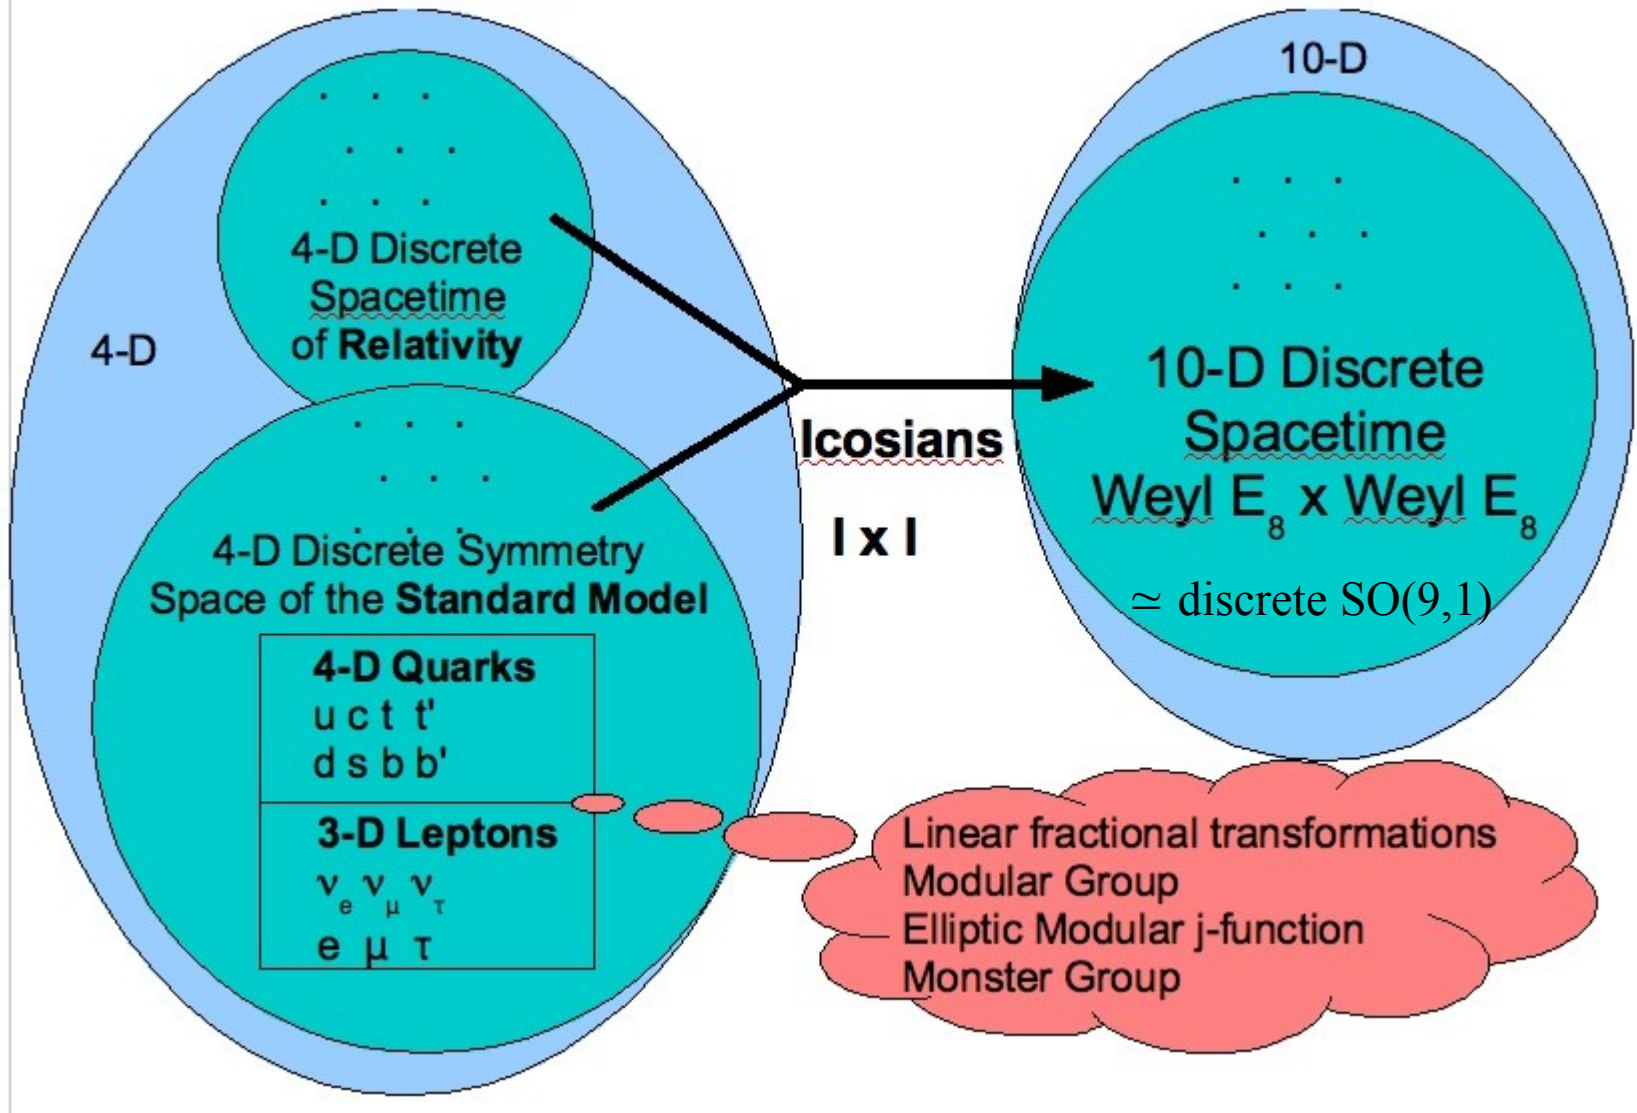 4-D
4-D Discrete
Spacetime
of Relativity
4-D Discrete Symmetry
Space of the Standard Model
4-D Quarks
u c t t'
d s b b'
3-D Leptons
νe νμ ντ
e μ τ
Icosians
I x I
10-D
10-D Discrete
Spacetime
Weyl E8 x Weyl E8
≃ discrete SO(9,1)
Linear fractional transformations
Modular Group
Elliptic Modular j-function
Monster Group